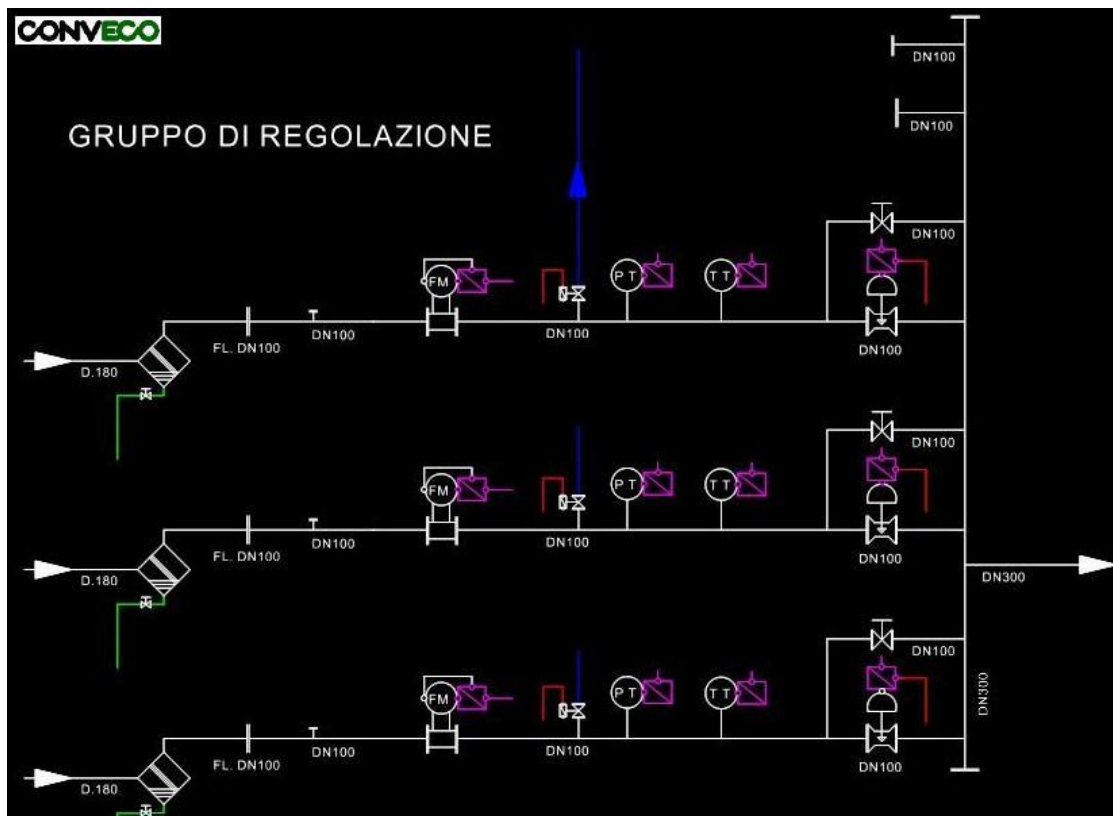 CONVECO
GRUPPO DI REGOLAZIONE
DN100
DN100
DN100
FM
PT
TT
D.180
FL. DN100
DN100
DN100
DN100
DN100
FM
PT
TT
D.180
FL. DN100
DN100
DN100
DN100
DN300
DN100
FM
PT
TT
DN300
D.180
FL. DN100
DN100
DN100
DN100